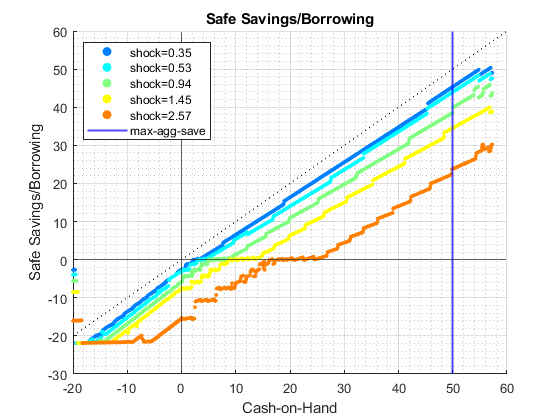 Safe Savings/Borrowing
shock=0.35
shock=0.53
shock=0.94
shock=1.45
shock=2.57
max-agg-save
Safe Savings/Borrowing
60
50
40
30
20
10
0
-10
-20
-30
-20
-10
0
10
20
30
40
50
60
Cash-on-Hand